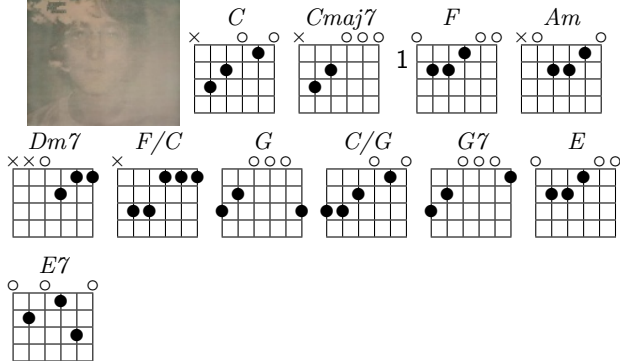 C Cmaj7 F Am
× ○ ○ × ○ ○ ○ 1 ○ ○ ○ × ○ ○
Dm7 F/C G C/G G7 E
× × ○ × ○ ○ ○ ○ ○ ○ ○ ○ ○ ○ ○
E7
○ ○ ○